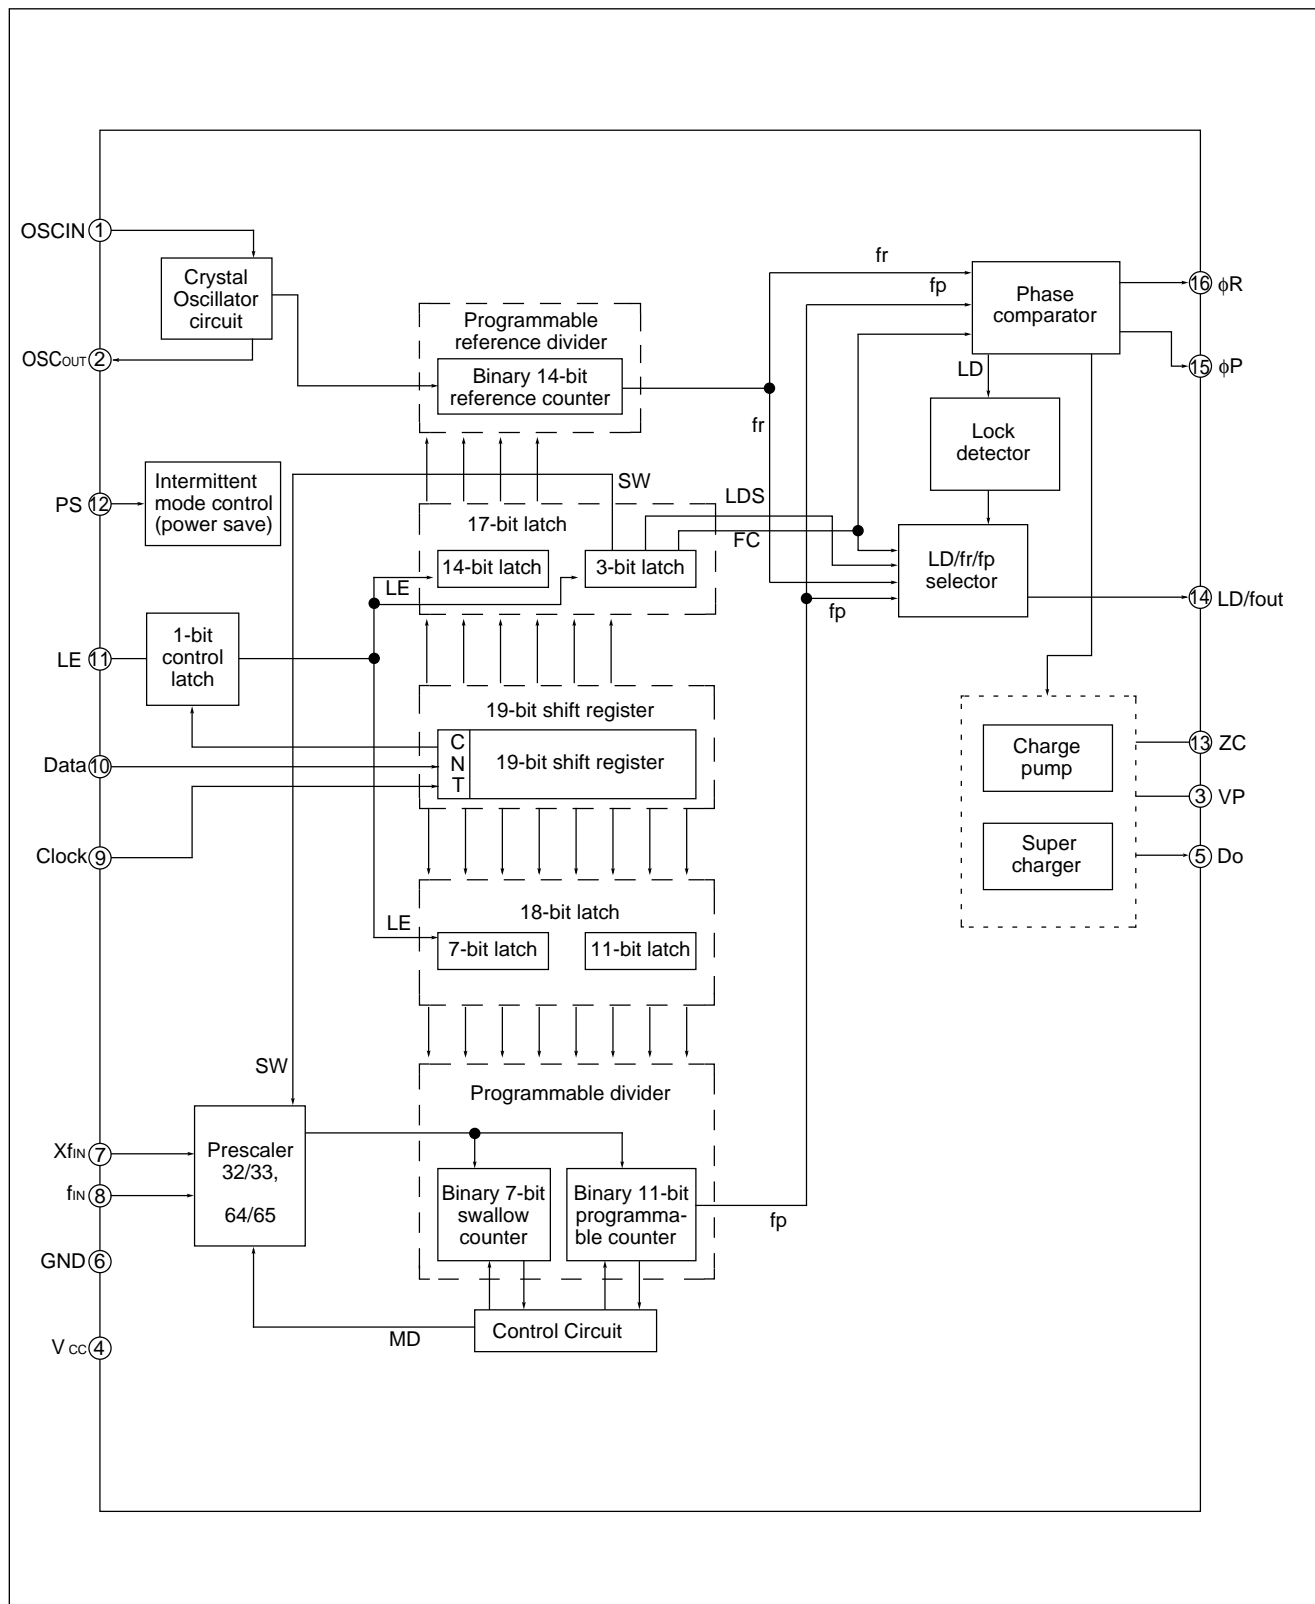 OSCIN 1
Crystal
Oscillator
circuit
OSCOUT 2
PS 12
Intermittent
mode control
(power save)
LE 11
1-bit
control
latch
Data 10
Clock 9
XfIN 7
fIN 8
GND 6
VCC 4
SW
Prescaler
32/33,
64/65
MD
Programmable
reference divider
Binary 14-bit
reference counter
SW
17-bit latch
14-bit latch
3-bit latch
LE
19-bit shift register
C
N
T
19-bit shift register
18-bit latch
LE
7-bit latch
11-bit latch
Programmable divider
Binary 7-bit
swallow
counter
Binary 11-bit
programma-
ble counter
Control Circuit
fp
fr
LDS
FC
fp
fr
fp
Phase
comparator
LD
Lock
detector
LD/fr/fp
selector
Charge
pump
Super
charger
16 ϕR
15 ϕP
14 LD/fout
13 ZC
3 VP
5 Do